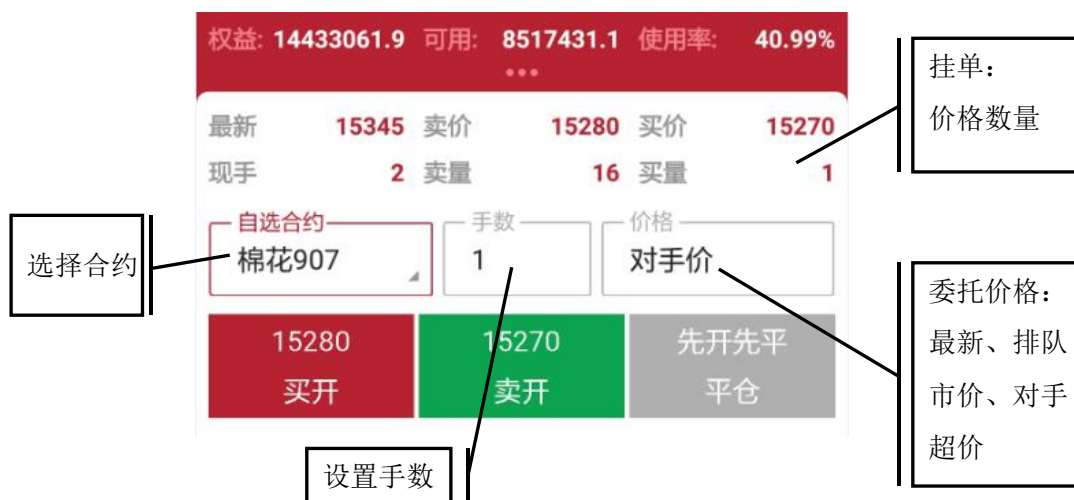 权益: 14433061.9 可用: 8517431.1 使用率: 40.99%
最新 15345 卖价 15280 买价 15270
现手 2 卖量 16 买量 1
自选合约 手数 价格
棉花907 1 对手价
15280 15270 先开先平
买开 卖开 平仓
挂单：
价格数量
选择合约
委托价格：
最新、排队
市价、对手
超价
设置手数